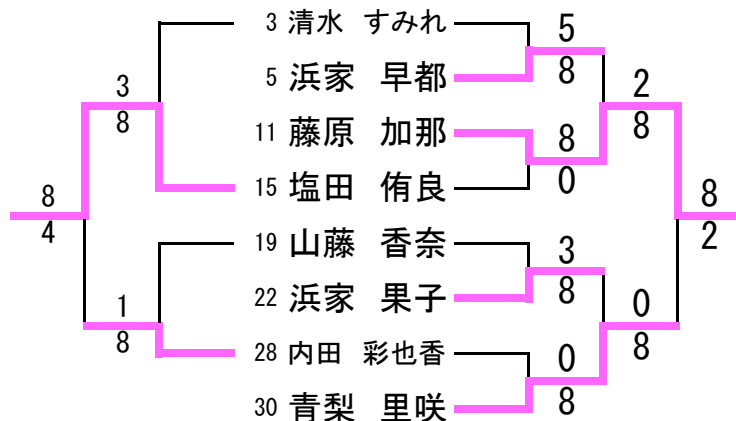 3 清水 すみれ 5
5 浜家 早都 8
3 2
8 8
11 藤原 加那 8
15 塩田 侑良 0
8 8
4 2
19 山藤 香奈 3
22 浜家 果子 8
1 0
8 8
28 内田 彩也香 0
30 青梨 里咲 8